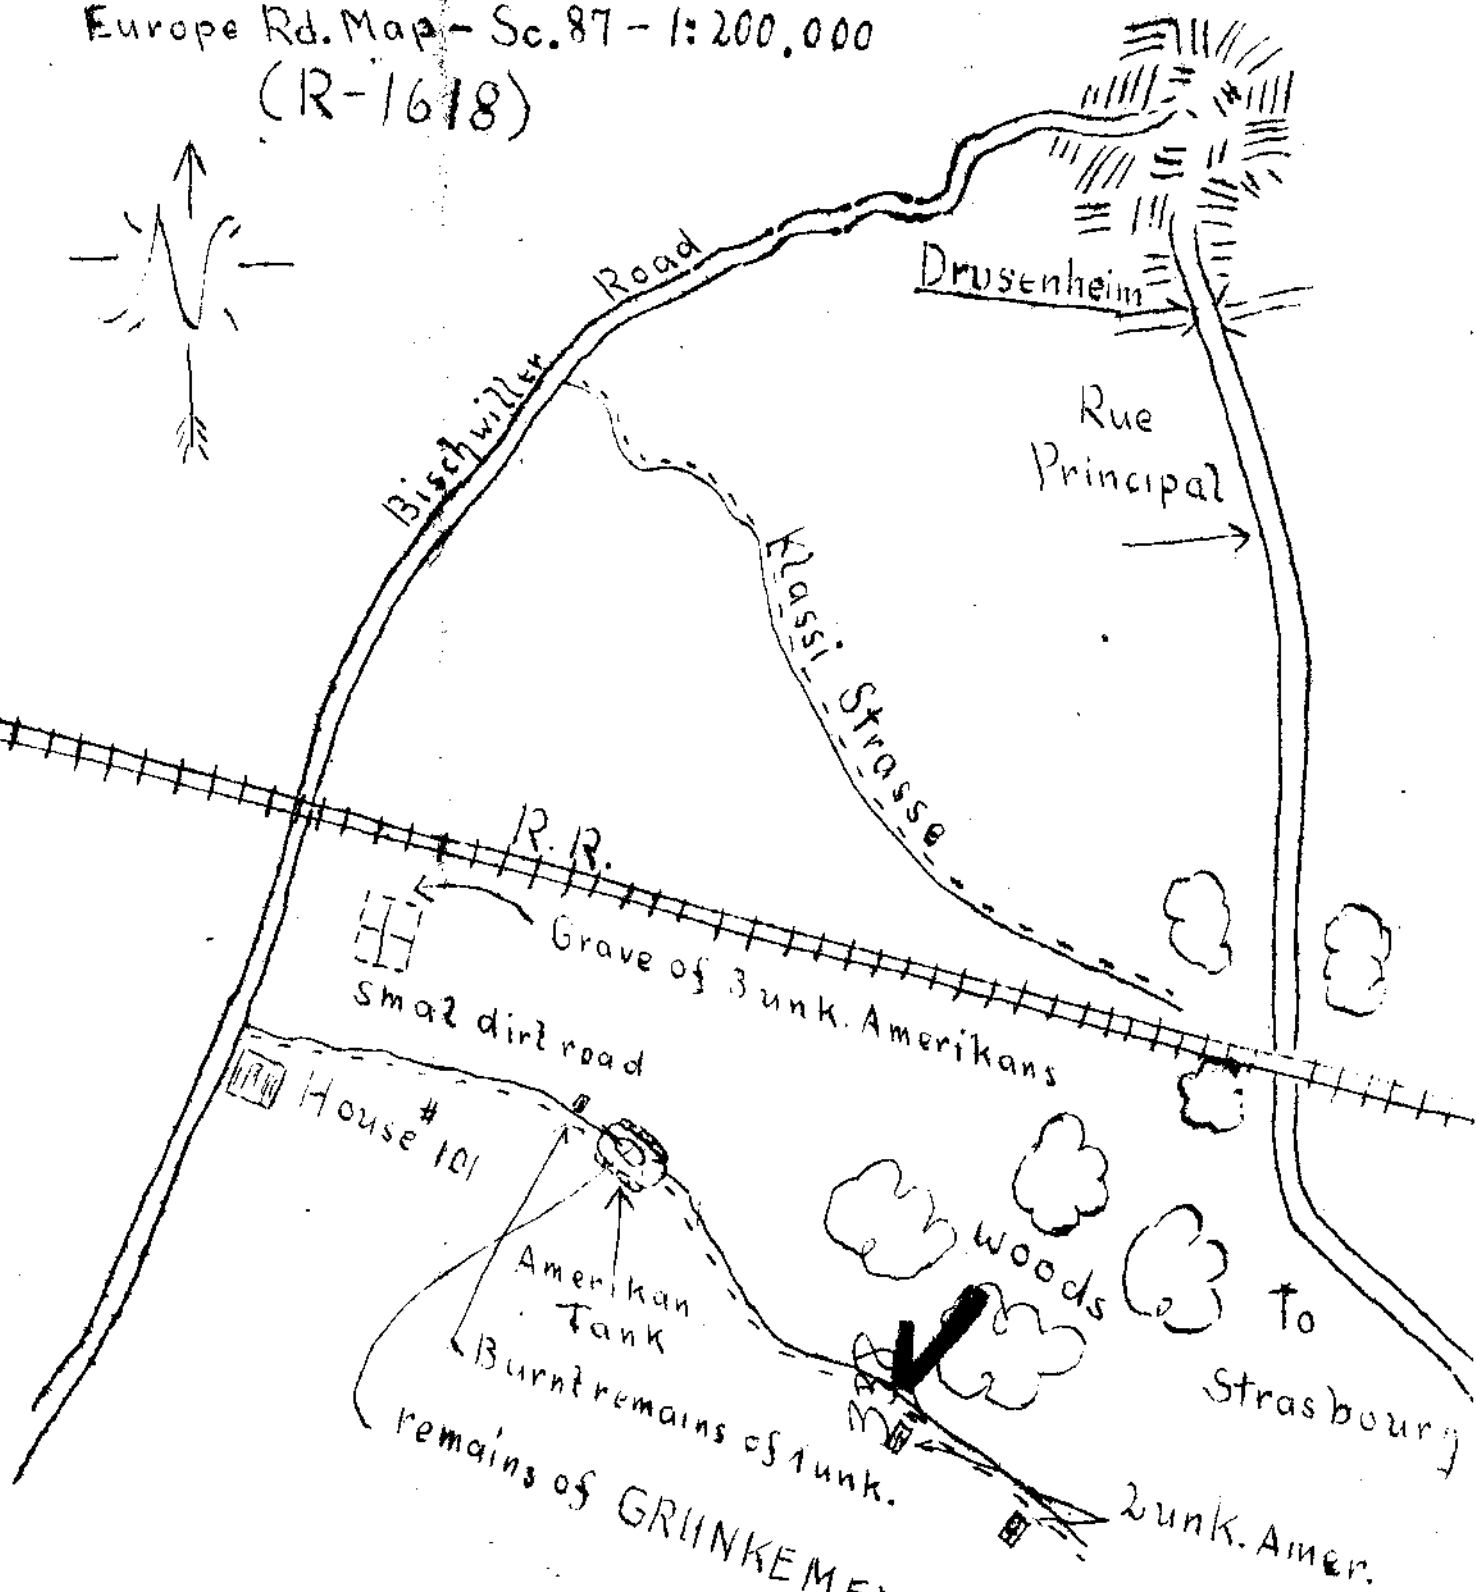 Europe Rd. Map - Sc. 87 - 1: 200.000
(R-1618)
N
Bischwiller Road
Drusenheim
Rue
Principal
Klassi Strasse
R. R.
Grave of 3 unk. Amerikans
smal dirt road
House # 101
Amerikan
Tank
Burnt remains of 1 unk.
remains of
woods
To
Strasbourg
2 unk. Amer.